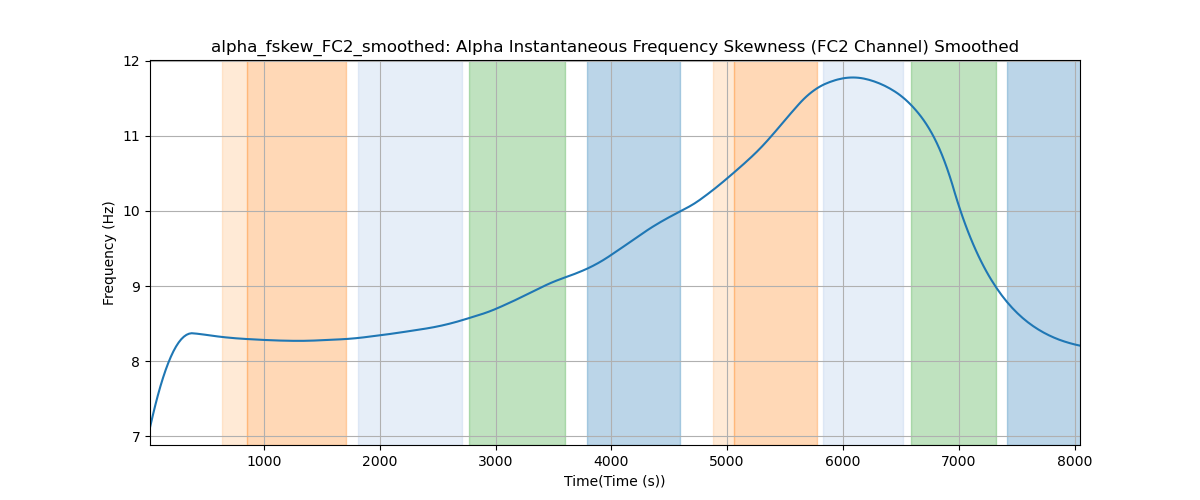 alpha_fskew_FC2_smoothed: Alpha Instantaneous Frequency Skewness (FC2 Channel) Smoothed
12
11
10
9
8
7
Frequency (Hz)
1000 2000 3000 4000 5000 6000 7000 8000
Time(Time (s))